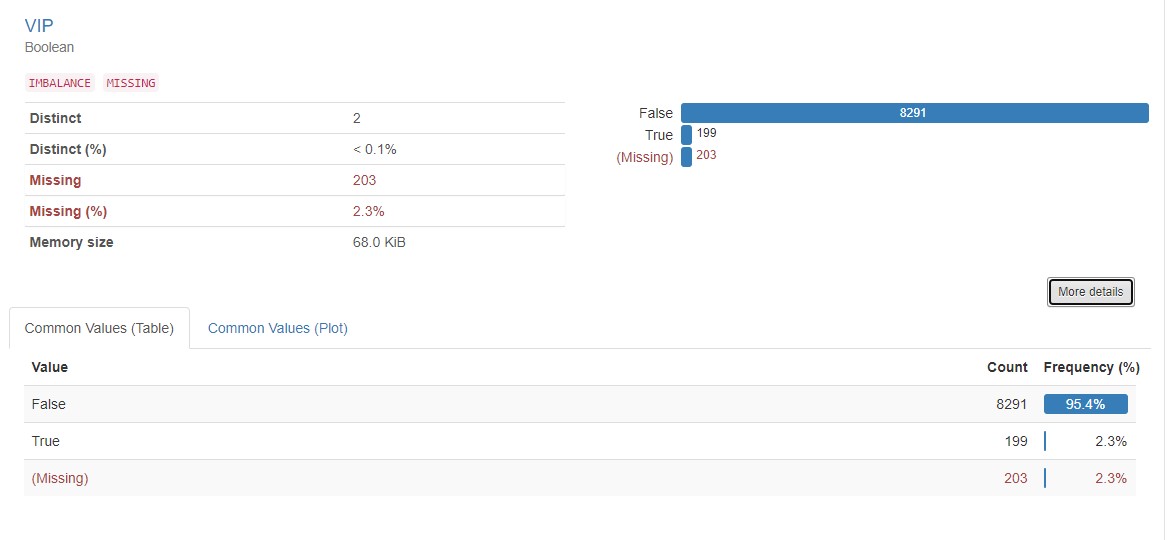 VIP
Boolean
IMBALANCE MISSING
Distinct 2
Distinct (%) < 0.1%
Missing 203
Missing (%) 2.3%
Memory size 68.0 KiB
False 8291
True 199
(Missing) 203
More details
Common Values (Table) Common Values (Plot)
Value Count Frequency (%)
False 8291 95.4%
True 199 2.3%
(Missing) 203 2.3%